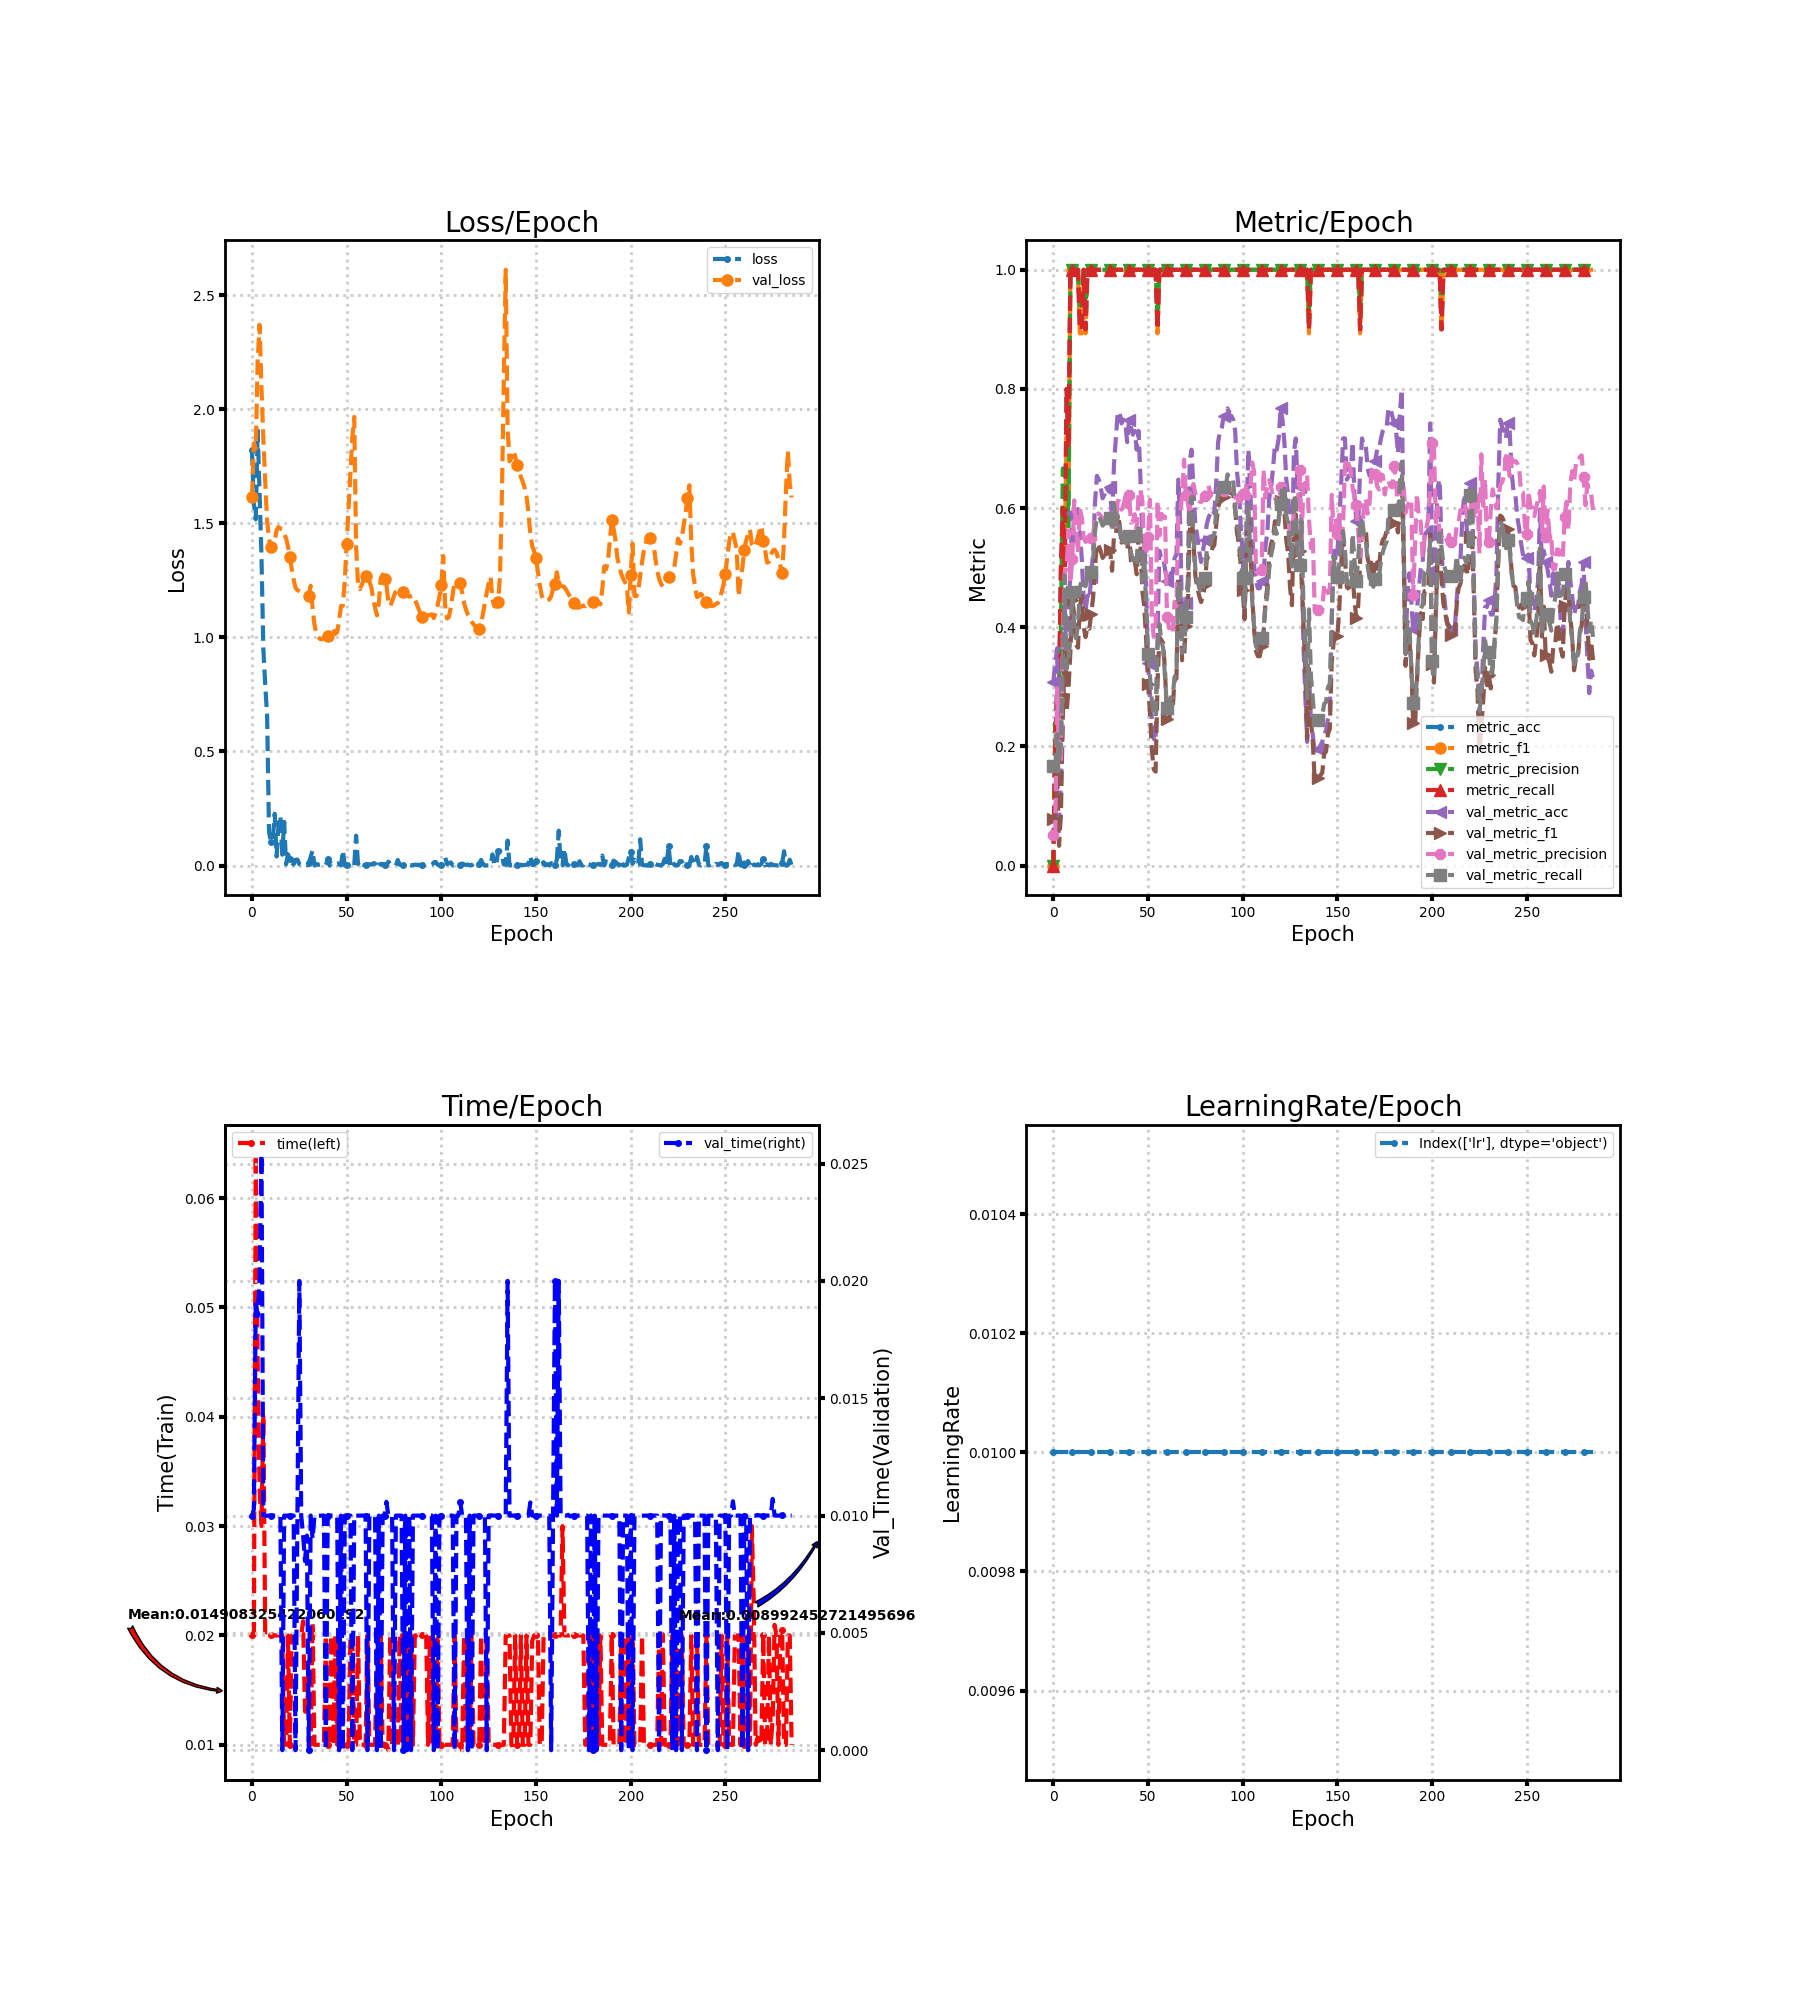 Loss/Epoch
loss
val_loss
2.5
2.0
1.5
1.0
0.5
0.0
Loss
0
50
100
150
200
250
Epoch
Metric/Epoch
1.0
0.8
0.6
0.4
0.2
0.0
Metric
metric_acc
metric_f1
metric_precision
metric_recall
val_metric_acc
val_metric_f1
val_metric_precision
val_metric_recall
0
50
100
150
200
250
Epoch
Time/Epoch
time(left)
val_time(right)
0.06
0.05
0.04
0.03
0.02
0.01
Time(Train)
0.025
0.020
0.015
0.010
0.005
0.000
Val_Time(Validation)
Mean:0.008992452721495696
0
50
100
150
200
250
Epoch
LearningRate/Epoch
Index(['lr'], dtype='object')
0.0104
0.0102
0.0100
0.0098
0.0096
LearningRate
0
50
100
150
200
250
Epoch